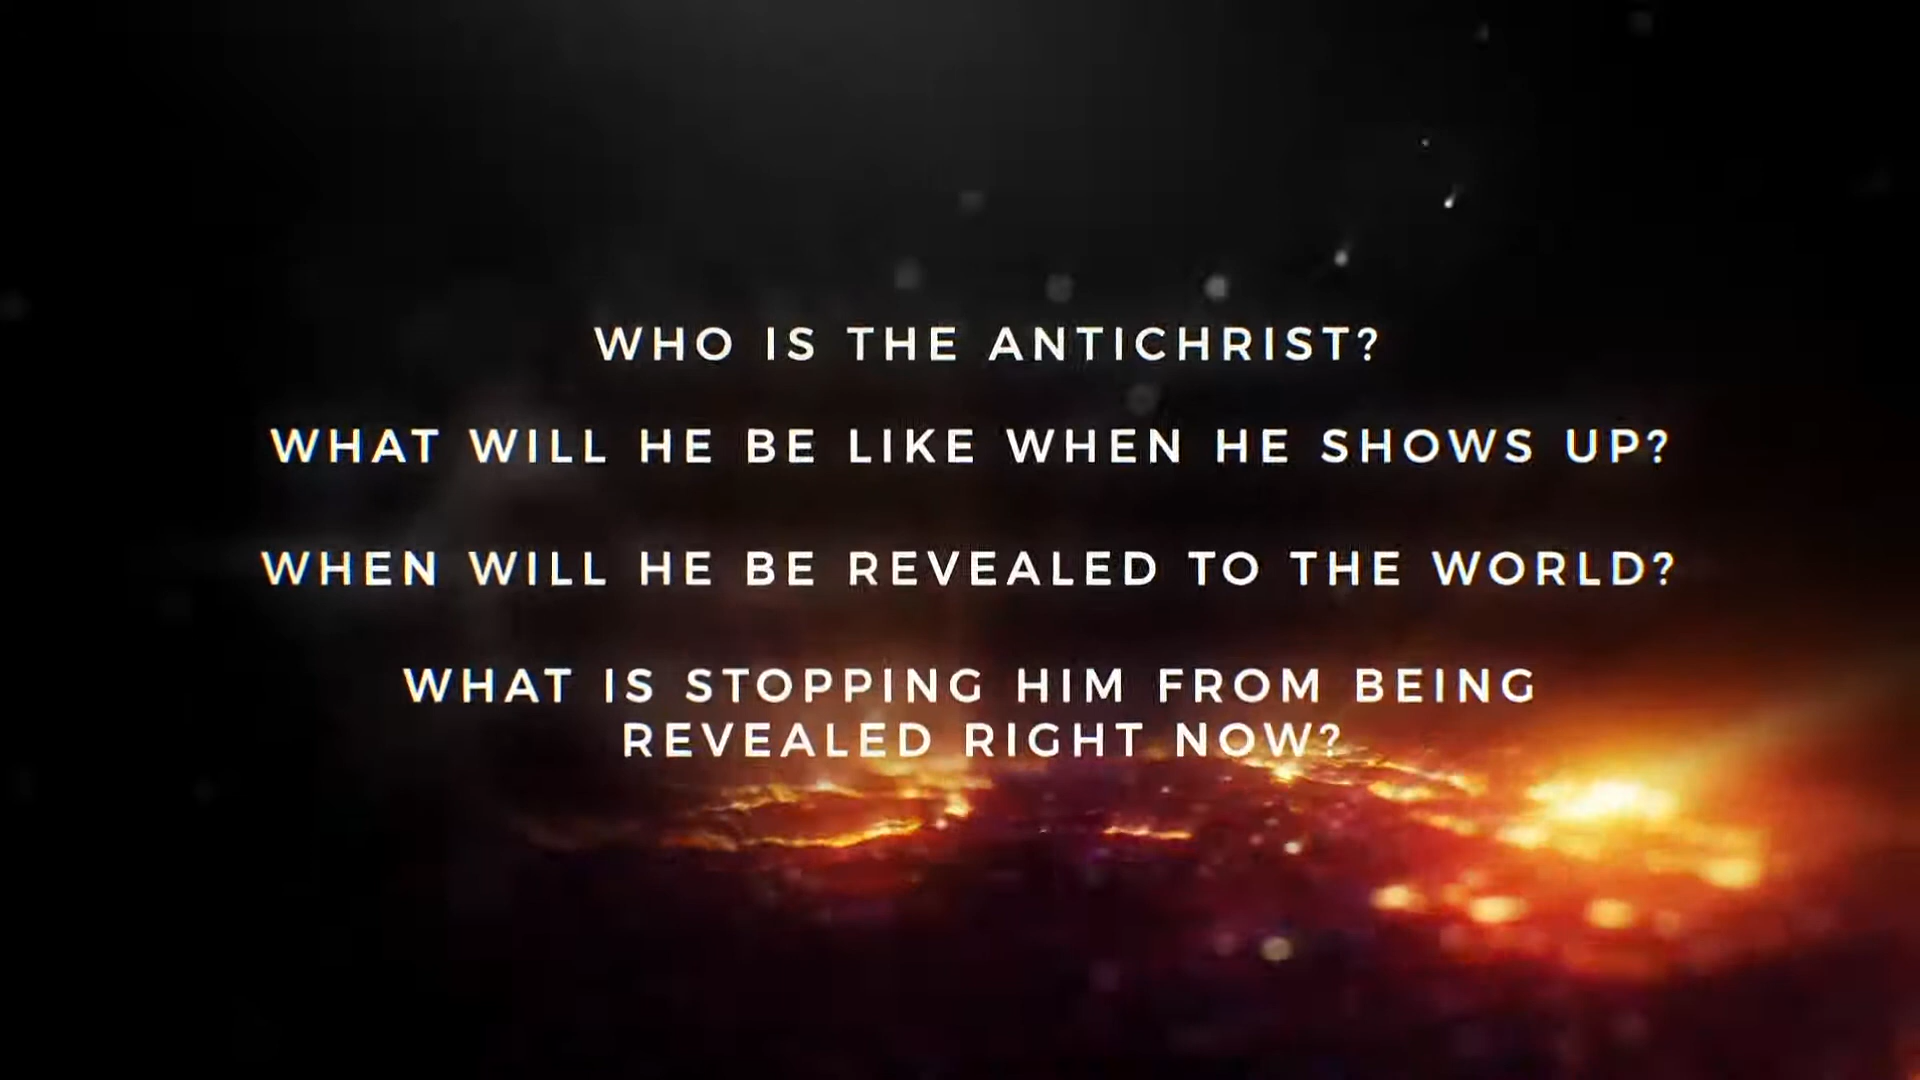 WHO IS THE ANTICHRIST?
WHAT WILL HE BE LIKE WHEN HE SHOWS UP?
WHEN WILL HE BE REVEALED TO THE WORLD?
WHAT IS STOPPING HIM FROM BEING
REVEALED RIGHT NOW?